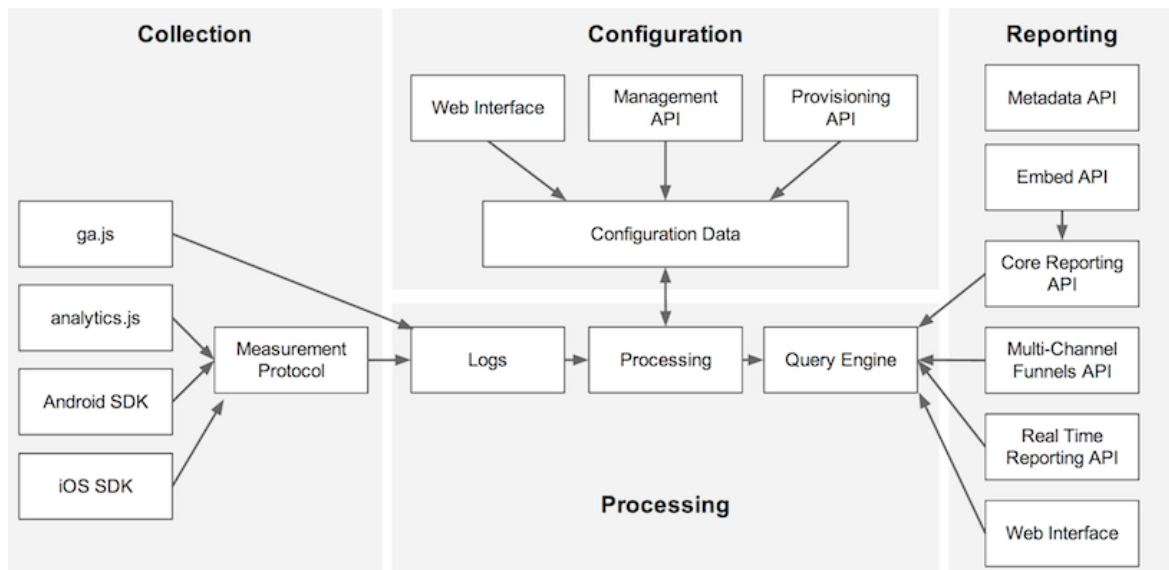 Collection
ga.js
analytics.js
Android SDK
iOS SDK
Measurement
Protocol
Configuration
Web Interface
Management
API
Provisioning
API
Configuration Data
Logs
Processing
Query Engine
Processing
Reporting
Metadata API
Embed API
Core Reporting
API
Multi-Channel
Funnels API
Real Time
Reporting API
Web Interface